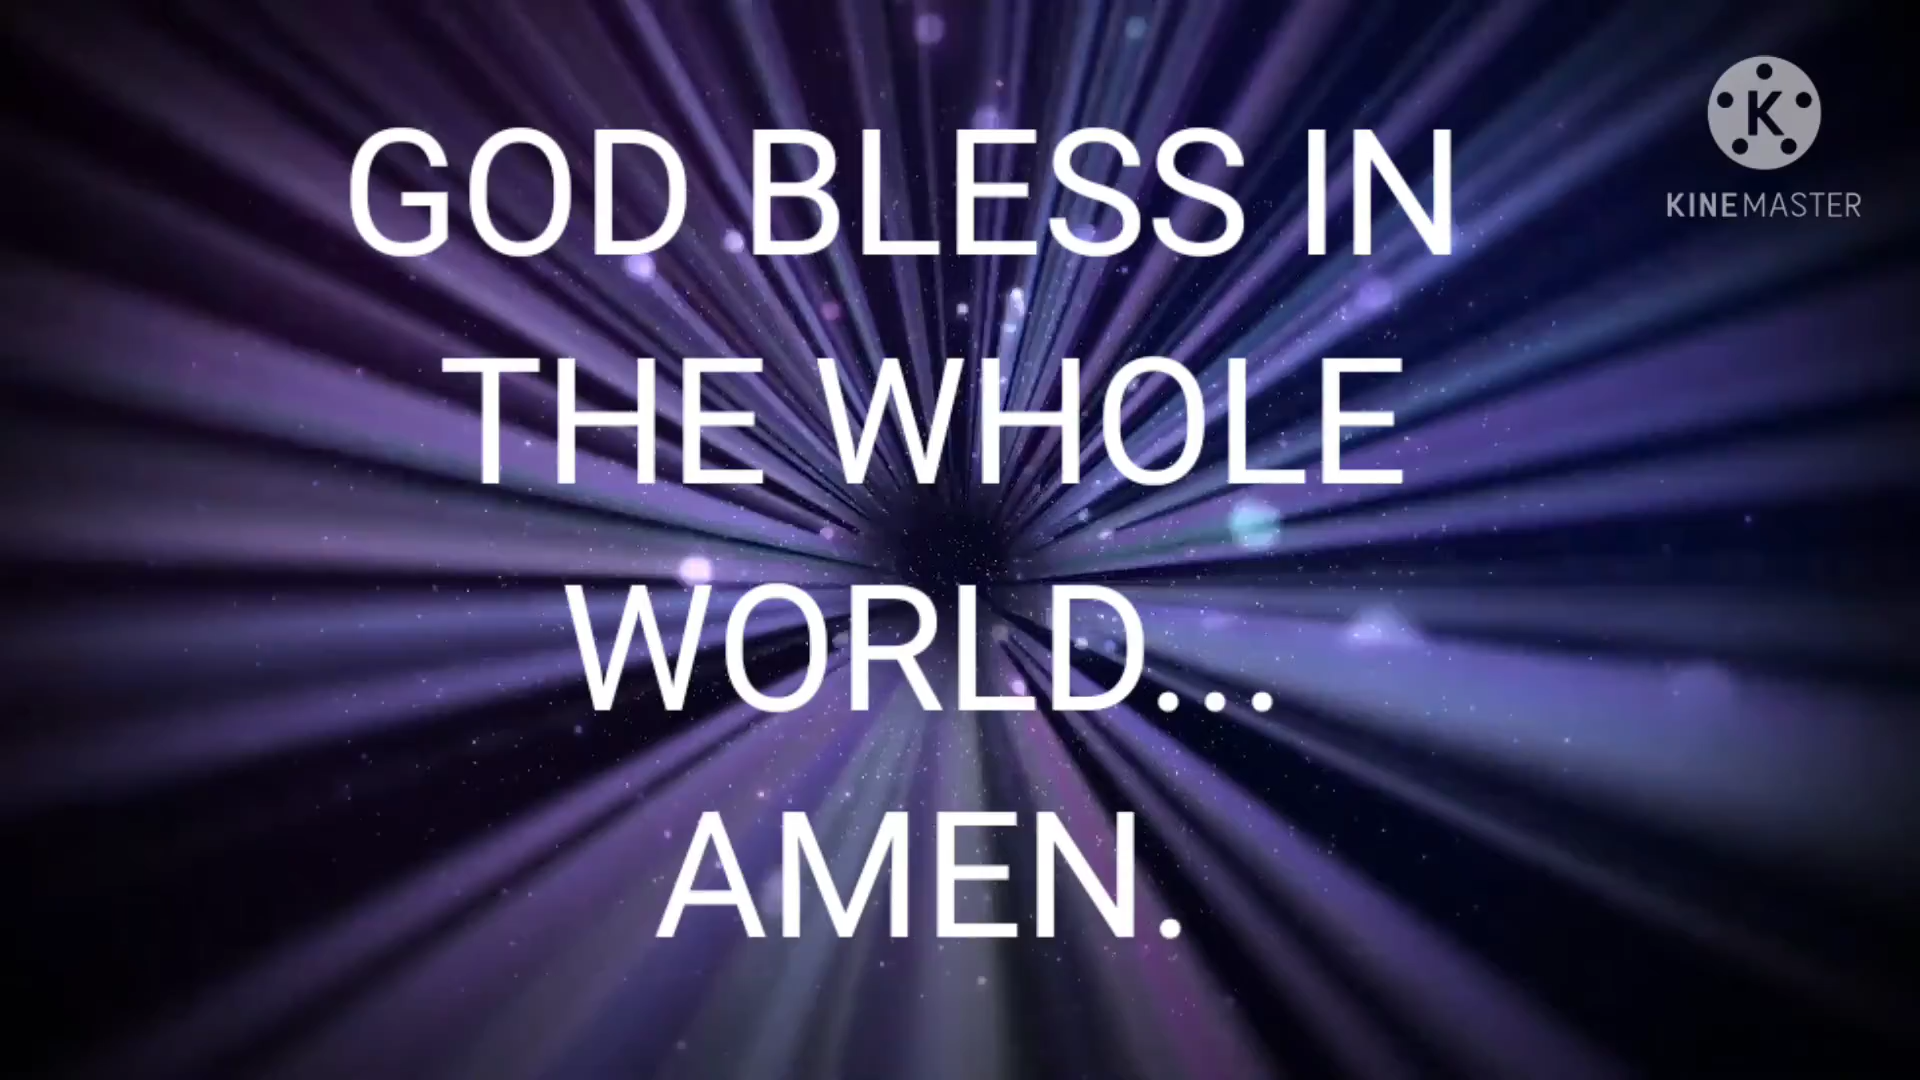 GOD BLESS IN
THE WHOLE
WORLD...
AMEN.
K
KINEMASTER